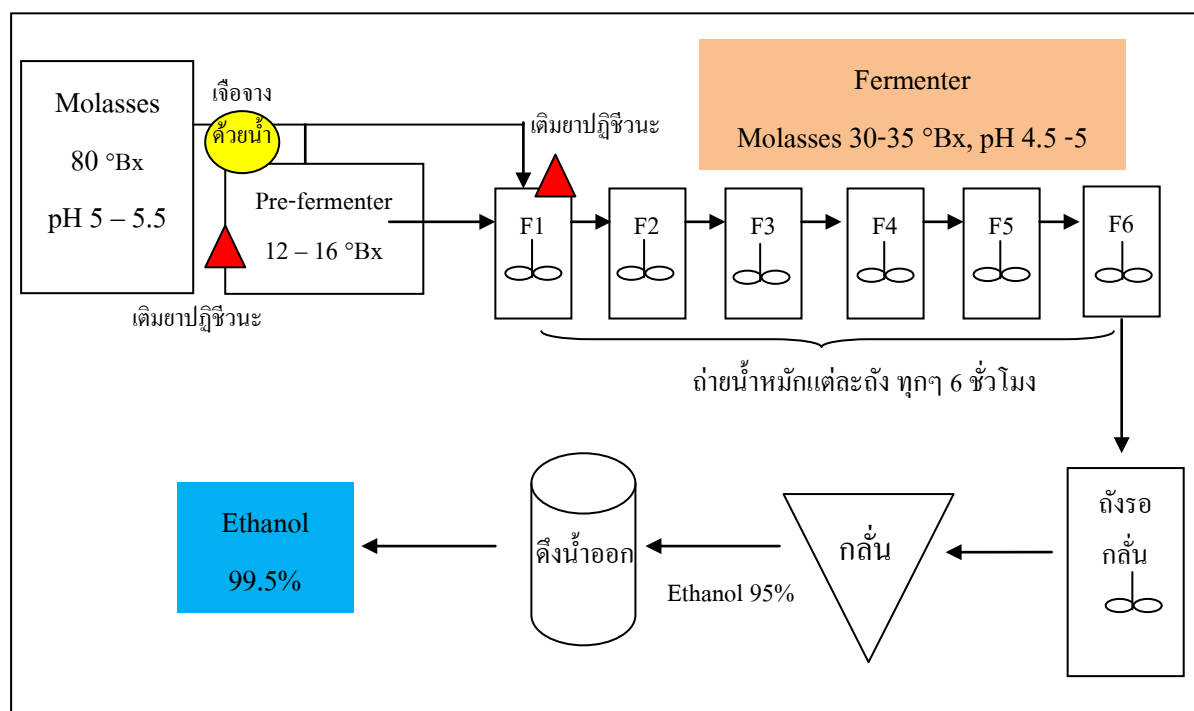 Molasses
80 °Bx
pH 5 – 5.5
เจือจาง
ด้วยน้ำ
เติมยาปฏิชีวนะ
Fermenter
Molasses 30-35 °Bx, pH 4.5 -5
Pre-fermenter
12 – 16 °Bx
เติมยาปฏิชีวนะ
F1
F2
F3
F4
F5
F6
ถ่ายน้ำหมักแต่ละถัง ทุกๆ 6 ชั่วโมง
ถังรอ
กลั่น
กลั่น
Ethanol 95%
ดึงน้ำออก
Ethanol
99.5%